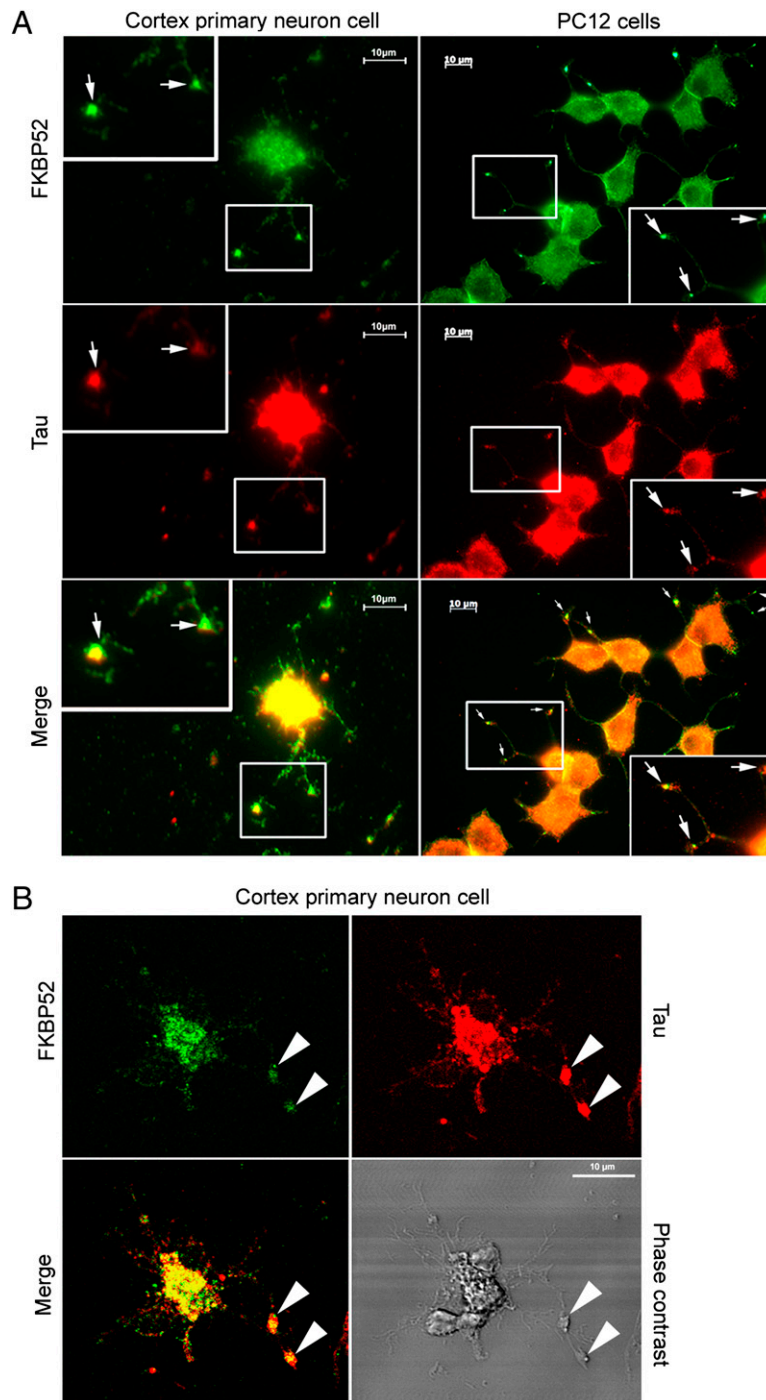 A
Cortex primary neuron cell
PC12 cells
FKBP52
10µm
10 µm
Tau
10µm
10 µm
Merge
10µm
10 µm
B
Cortex primary neuron cell
FKBP52
Tau
Merge
10 µm
Phase contrast